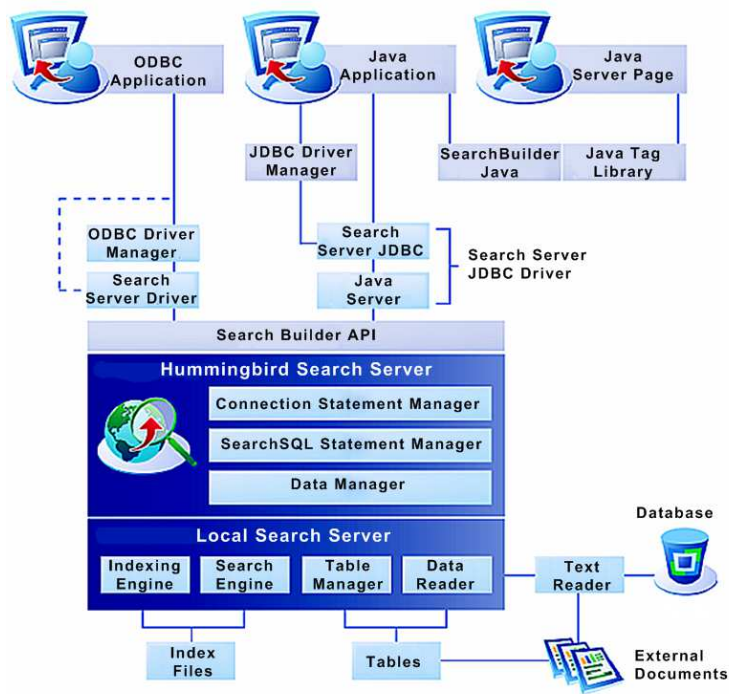 ODBC
Application
Java
Application
Java
Server Page
JDBC Driver
Manager
SearchBuilder
Java
Java Tag
Library
ODBC Driver
Manager
Search
Server Driver
Search
Server JDBC
Java
Server
Search Server
JDBC Driver
Search Builder API
Hummingbird Search Server
Connection Statement Manager
SearchSQL Statement Manager
Data Manager
Local Search Server
Indexing
Engine
Search
Engine
Table
Manager
Data
Reader
Text
Reader
Database
Index
Files
Tables
External
Documents